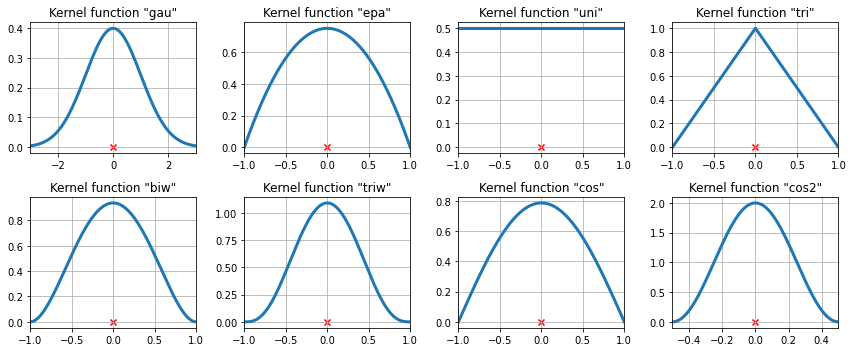 Kernel function "gau"
0.4
0.3
0.2
0.1
0.0
−2 0 2
Kernel function "epa"
0.6
0.4
0.2
0.0
−1.0 −0.5 0.0 0.5 1.0
Kernel function "uni"
0.5
0.4
0.3
0.2
0.1
0.0
−1.0 −0.5 0.0 0.5 1.0
Kernel function "tri"
1.0
0.8
0.6
0.4
0.2
0.0
−1.0 −0.5 0.0 0.5 1.0
Kernel function "biw"
0.8
0.6
0.4
0.2
0.0
−1.0 −0.5 0.0 0.5 1.0
Kernel function "triw"
1.00
0.75
0.50
0.25
0.00
−1.0 −0.5 0.0 0.5 1.0
Kernel function "cos"
0.8
0.6
0.4
0.2
0.0
−1.0 −0.5 0.0 0.5 1.0
Kernel function "cos2"
2.0
1.5
1.0
0.5
0.0
−0.4 −0.2 0.0 0.2 0.4